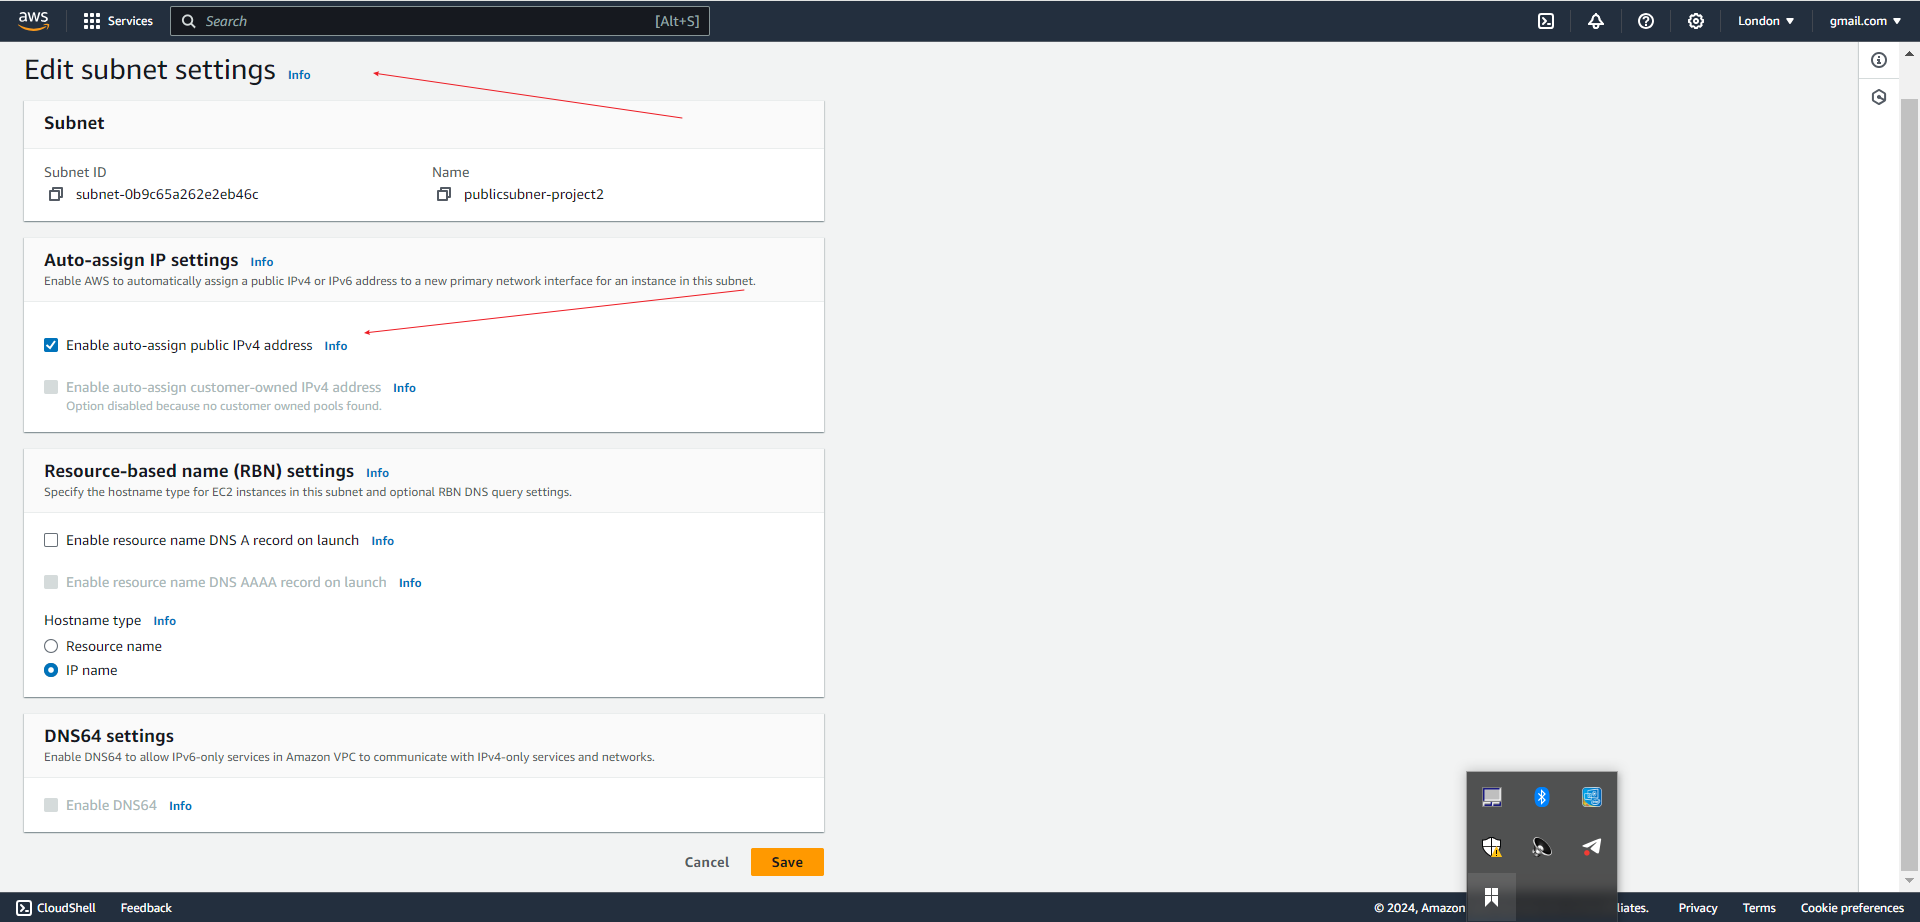 aws Services Search [Alt+S] London gmail.com
Edit subnet settings Info
Subnet
Subnet ID Name
subnet-0b9c65a262e2eb46c publicsubner-project2
Auto-assign IP settings Info
Enable AWS to automatically assign a public IPv4 or IPv6 address to a new primary network interface for an instance in this subnet.
Enable auto-assign public IPv4 address Info
Enable auto-assign customer-owned IPv4 address Info
Option disabled because no customer owned pools found.
Resource-based name (RBN) settings Info
Specify the hostname type for EC2 instances in this subnet and optional RBN DNS query settings.
Enable resource name DNS A record on launch Info
Enable resource name DNS AAAA record on launch Info
Hostname type Info
Resource name
IP name
DNS64 settings
Enable DNS64 to allow IPv6-only services in Amazon VPC to communicate with IPv4-only services and networks.
Enable DNS64 Info
Cancel Save
CloudShell Feedback © 2024, Amazon liates. Privacy Terms Cookie preferences